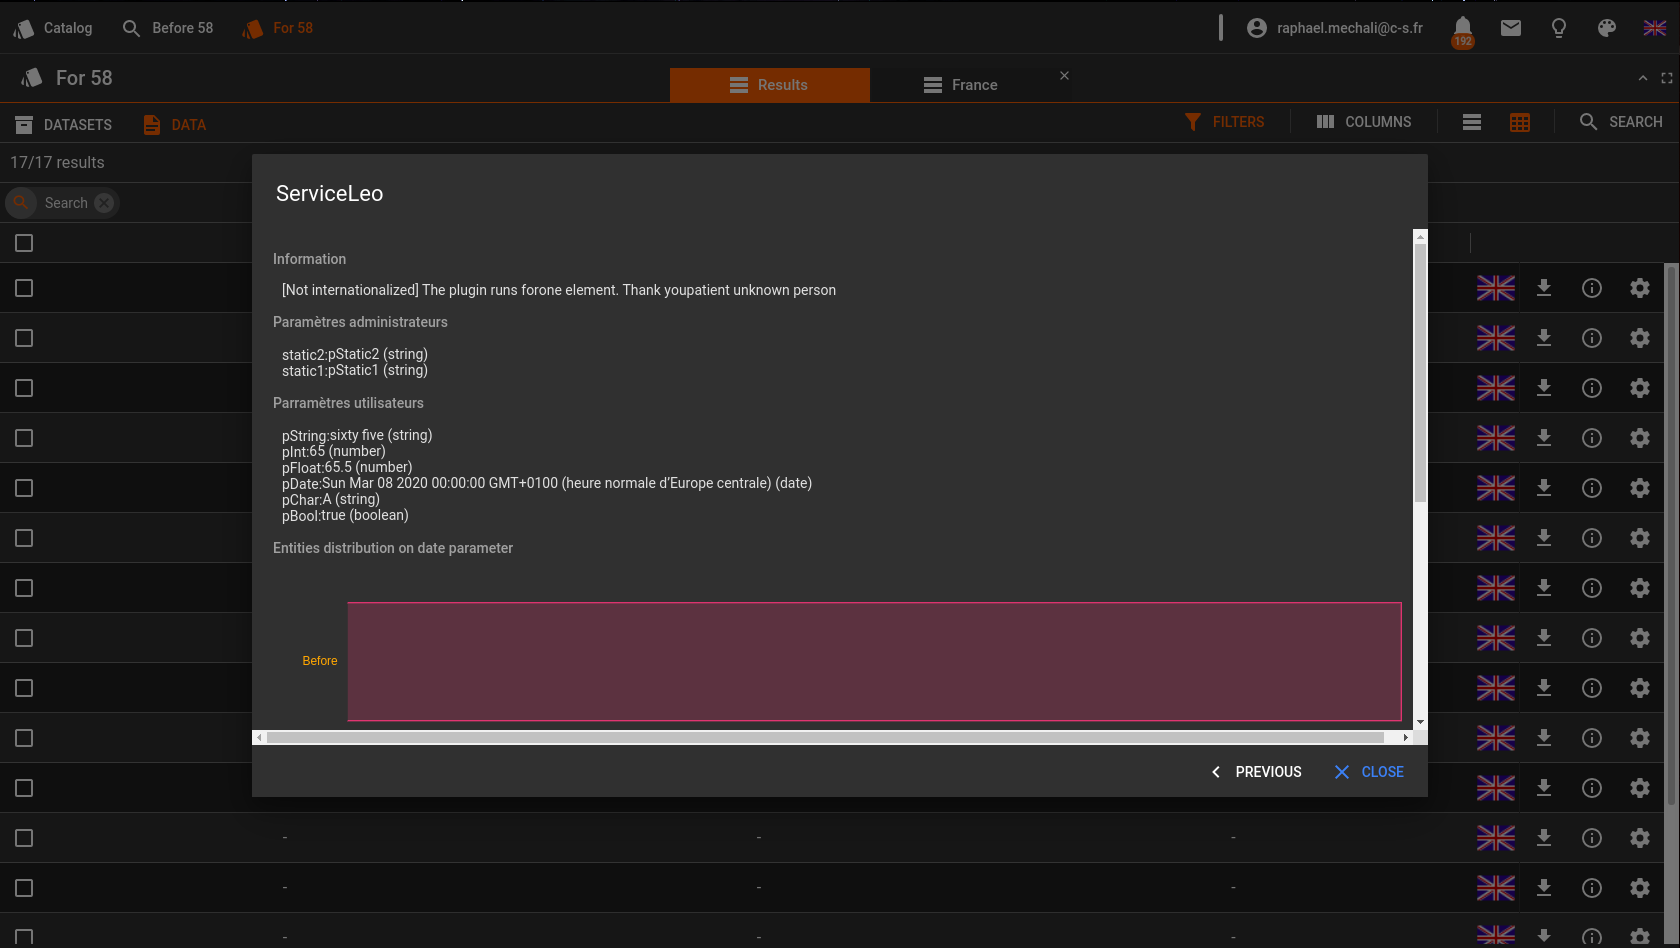 Catalog Before 58 For 58 raphael.mechali@c-s.fr 192
For 58 Results France
DATASETS DATA FILTERS COLUMNS SEARCH
17/17 results
Search
ServiceLeo
Information
[Not internationalized] The plugin runs forone element. Thank youpatient unknown person
Paramètres administrateurs
static2:pStatic2 (string)
static1:pStatic1 (string)
Parramètres utilisateurs
pString:sixty five (string)
pInt:65 (number)
pFloat:65.5 (number)
pDate:Sun Mar 08 2020 00:00:00 GMT+0100 (heure normale d’Europe centrale) (date)
pChar:A (string)
pBool:true (boolean)
Entities distribution on date parameter
Before
PREVIOUS CLOSE
- - -
- - -
- - -